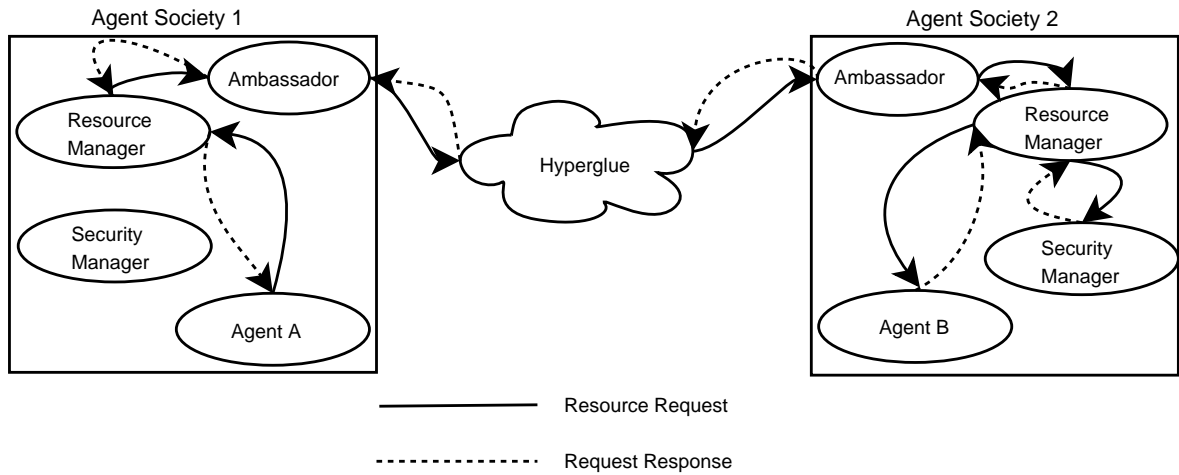 Agent Society 1
Ambassador
Resource
Manager
Security
Manager
Agent A
Hyperglue
Agent Society 2
Ambassador
Resource
Manager
Security
Manager
Agent B
Resource Request
Request Response